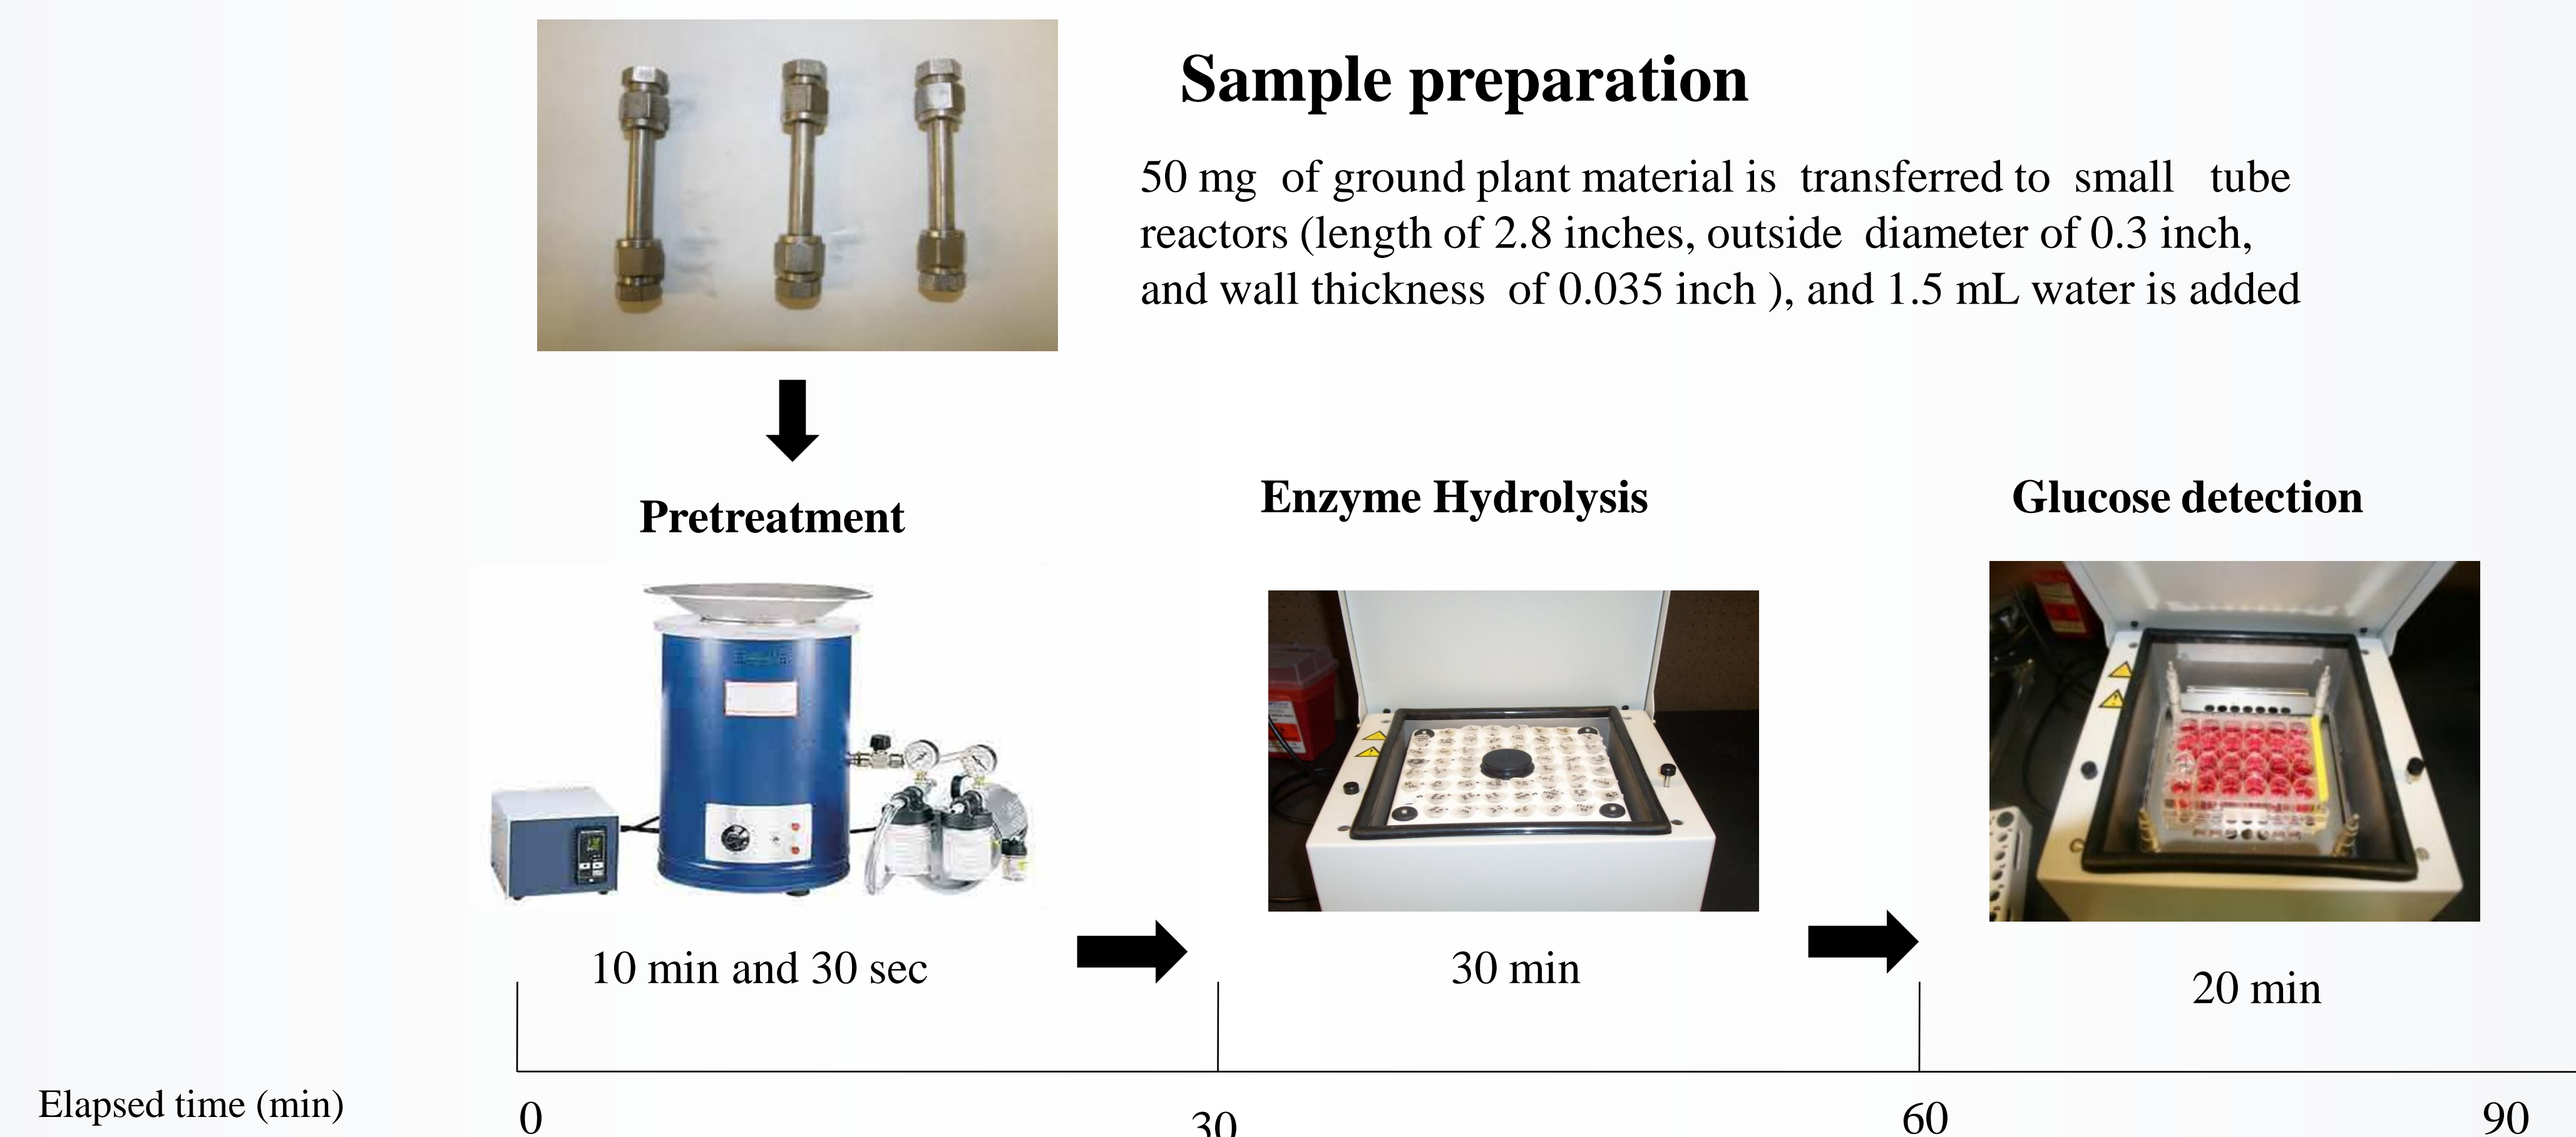 Sample preparation
50 mg of ground plant material is transferred to small tube
reactors (length of 2.8 inches, outside diameter of 0.3 inch,
and wall thickness of 0.035 inch ), and 1.5 mL water is added
Pretreatment
Enzyme Hydrolysis
Glucose detection
10 min and 30 sec
30 min
20 min
Elapsed time (min)
0
30
60
90